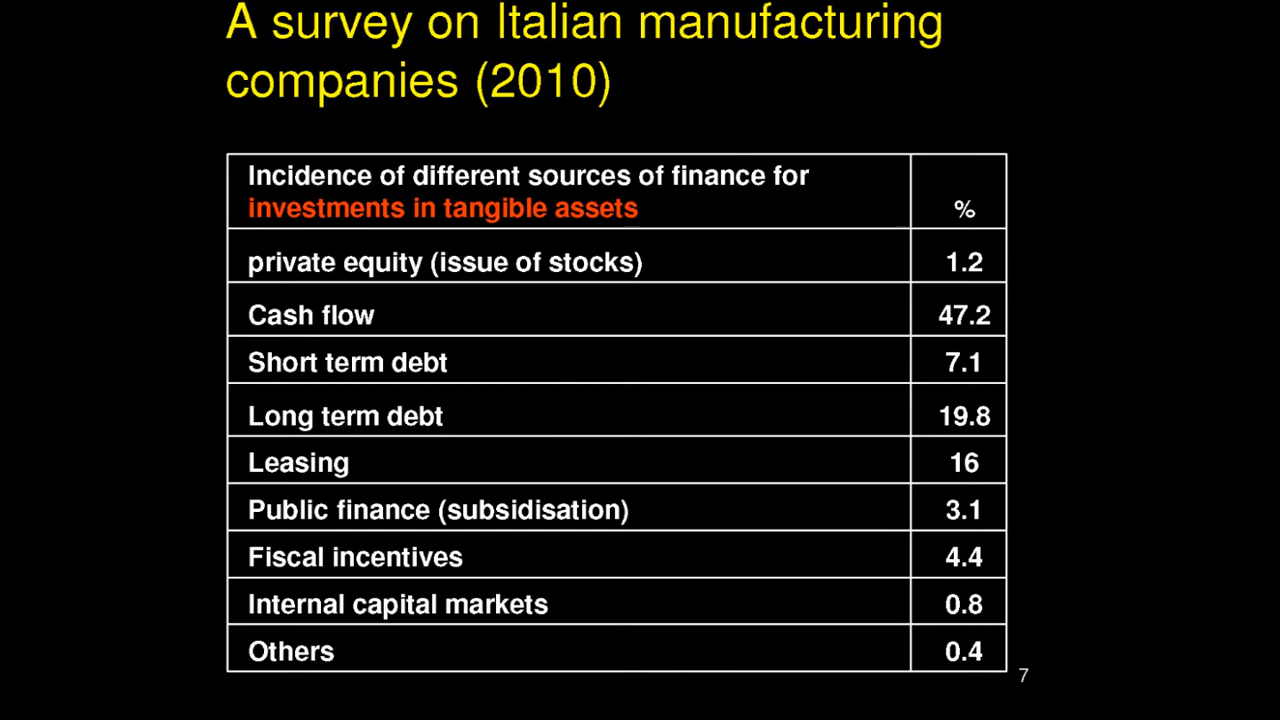 A survey on Italian manufacturing
companies (2010)
Incidence of different sources of finance for
investments in tangible assets %
private equity (issue of stocks) 1.2
Cash flow 47.2
Short term debt 7.1
Long term debt 19.8
Leasing 16
Public finance (subsidisation) 3.1
Fiscal incentives 4.4
Internal capital markets 0.8
Others 0.4
7